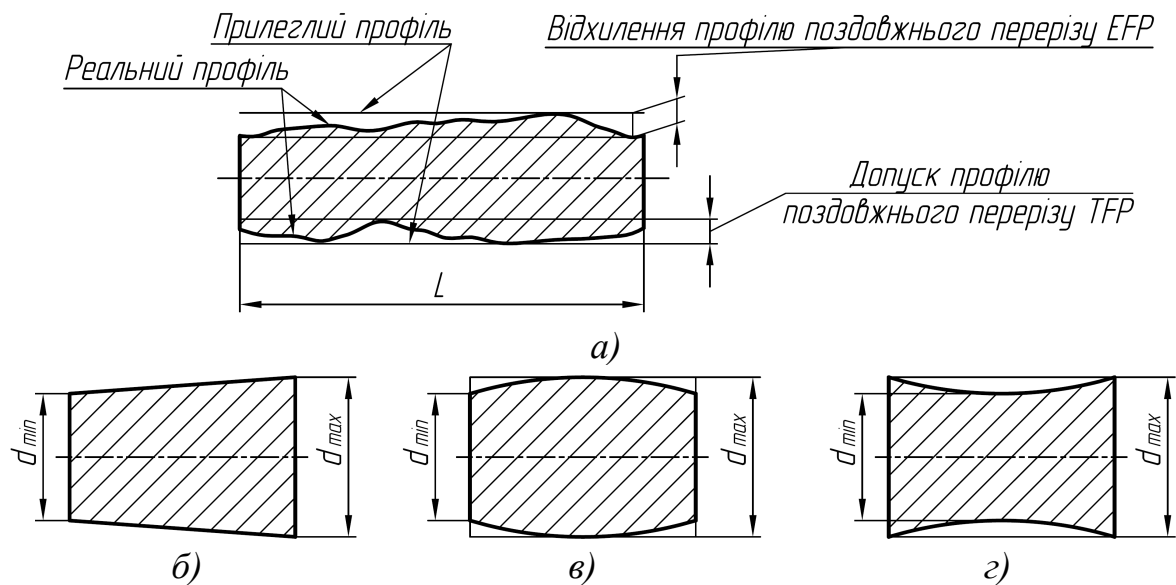 Прилеглий профіль
Відхилення профілю поздовжнього перерізу EFP
Реальний профіль
Допуск профілю
поздовжнього перерізу TFP
L
а)
d min
d max
d min
d max
d min
d max
б)
в)
г)